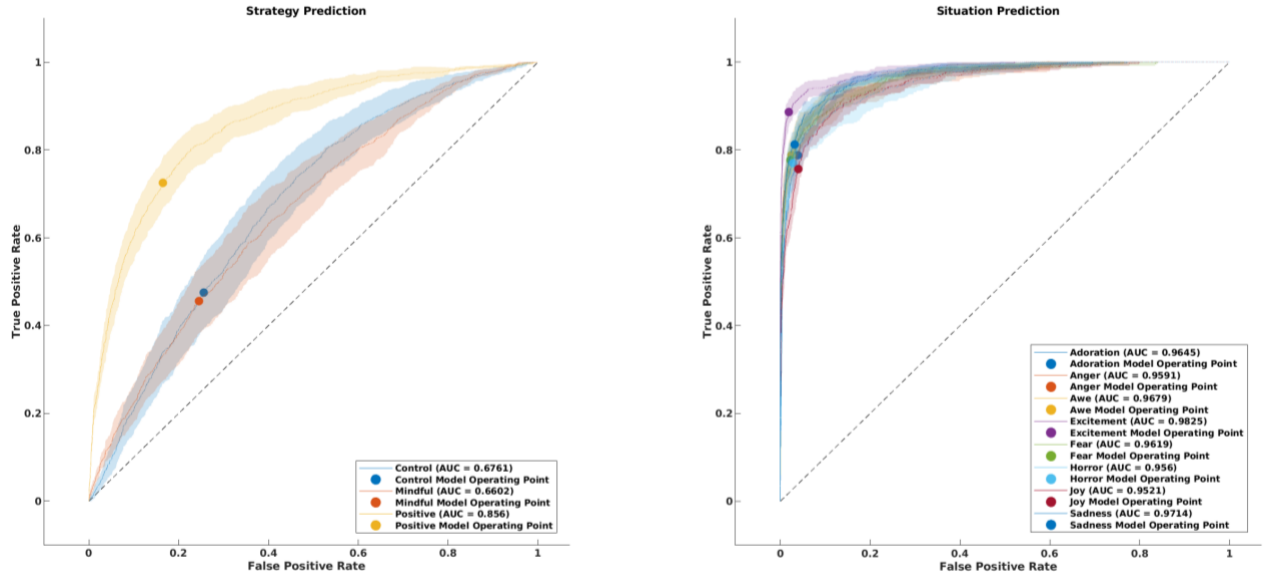 Strategy Prediction
True Positive Rate
1
0.8
0.6
0.4
0.2
0
0
0.2
0.4
0.6
0.8
1
False Positive Rate
Control (AUC = 0.6761)
Control Model Operating Point
Mindful (AUC = 0.6602)
Mindful Model Operating Point
Positive (AUC = 0.856)
Positive Model Operating Point
Situation Prediction
True Positive Rate
1
0.8
0.6
0.4
0.2
0
0
0.2
0.4
0.6
0.8
1
False Positive Rate
Adoration (AUC = 0.9645)
Adoration Model Operating Point
Anger (AUC = 0.9591)
Anger Model Operating Point
Awe (AUC = 0.9679)
Awe Model Operating Point
Excitement (AUC = 0.9825)
Excitement Model Operating Point
Fear (AUC = 0.9619)
Fear Model Operating Point
Horror (AUC = 0.956)
Horror Model Operating Point
Joy (AUC = 0.9521)
Joy Model Operating Point
Sadness (AUC = 0.9714)
Sadness Model Operating Point